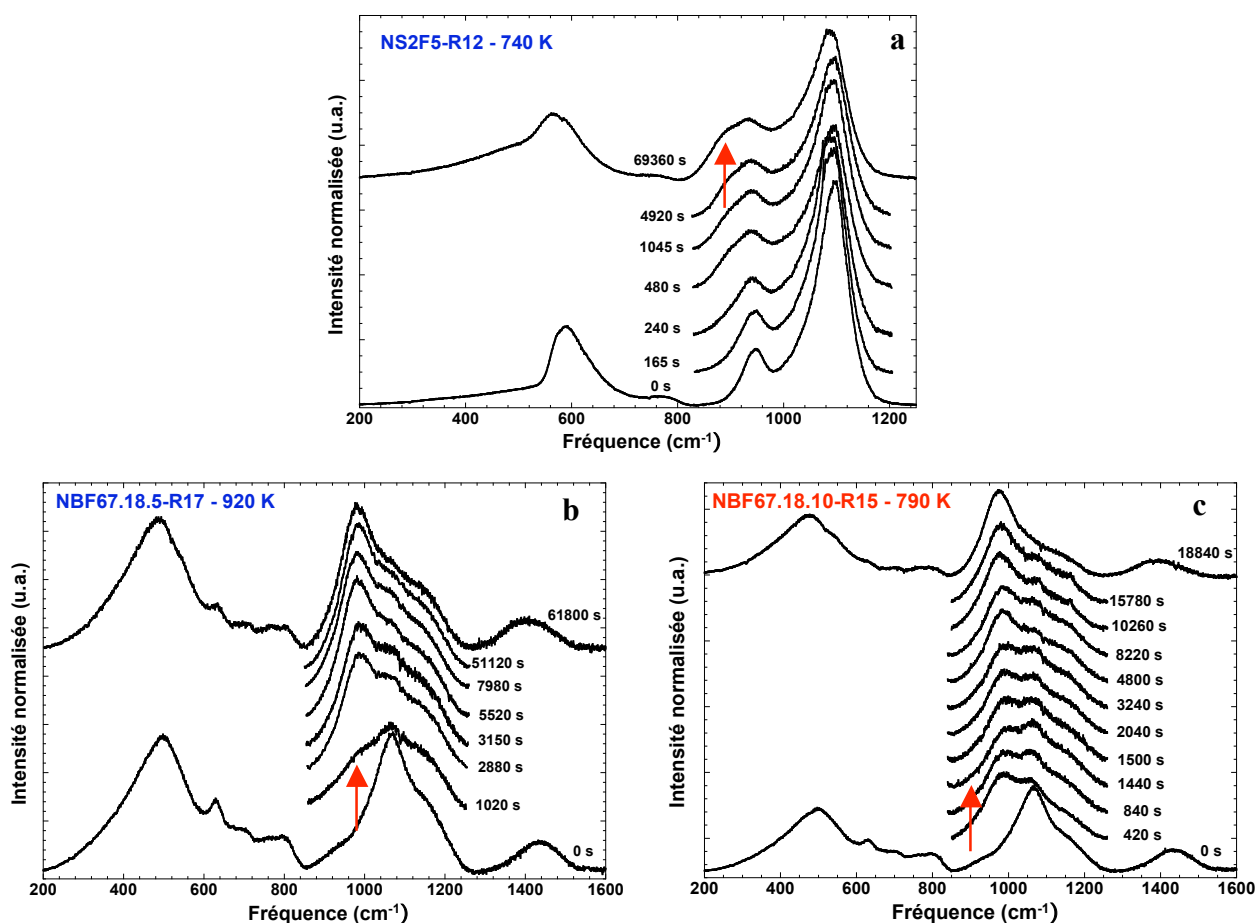 NS2F5-R12 - 740 K
a
Intensité normalisée (u.a.)
69360 s
4920 s
1045 s
480 s
240 s
165 s
0 s
200 400 600 800 1000 1200
Fréquence (cm-1)
NBF67.18.5-R17 - 920 K
b
Intensité normalisée (u.a.)
61800 s
51120 s
7980 s
5520 s
3150 s
2880 s
1020 s
0 s
200 400 600 800 1000 1200 1400 1600
Fréquence (cm-1)
NBF67.18.10-R15 - 790 K
c
Intensité normalisée (u.a.)
18840 s
15780 s
10260 s
8220 s
4800 s
3240 s
2040 s
1500 s
1440 s
840 s
420 s
0 s
200 400 600 800 1000 1200 1400 1600
Fréquence (cm-1)